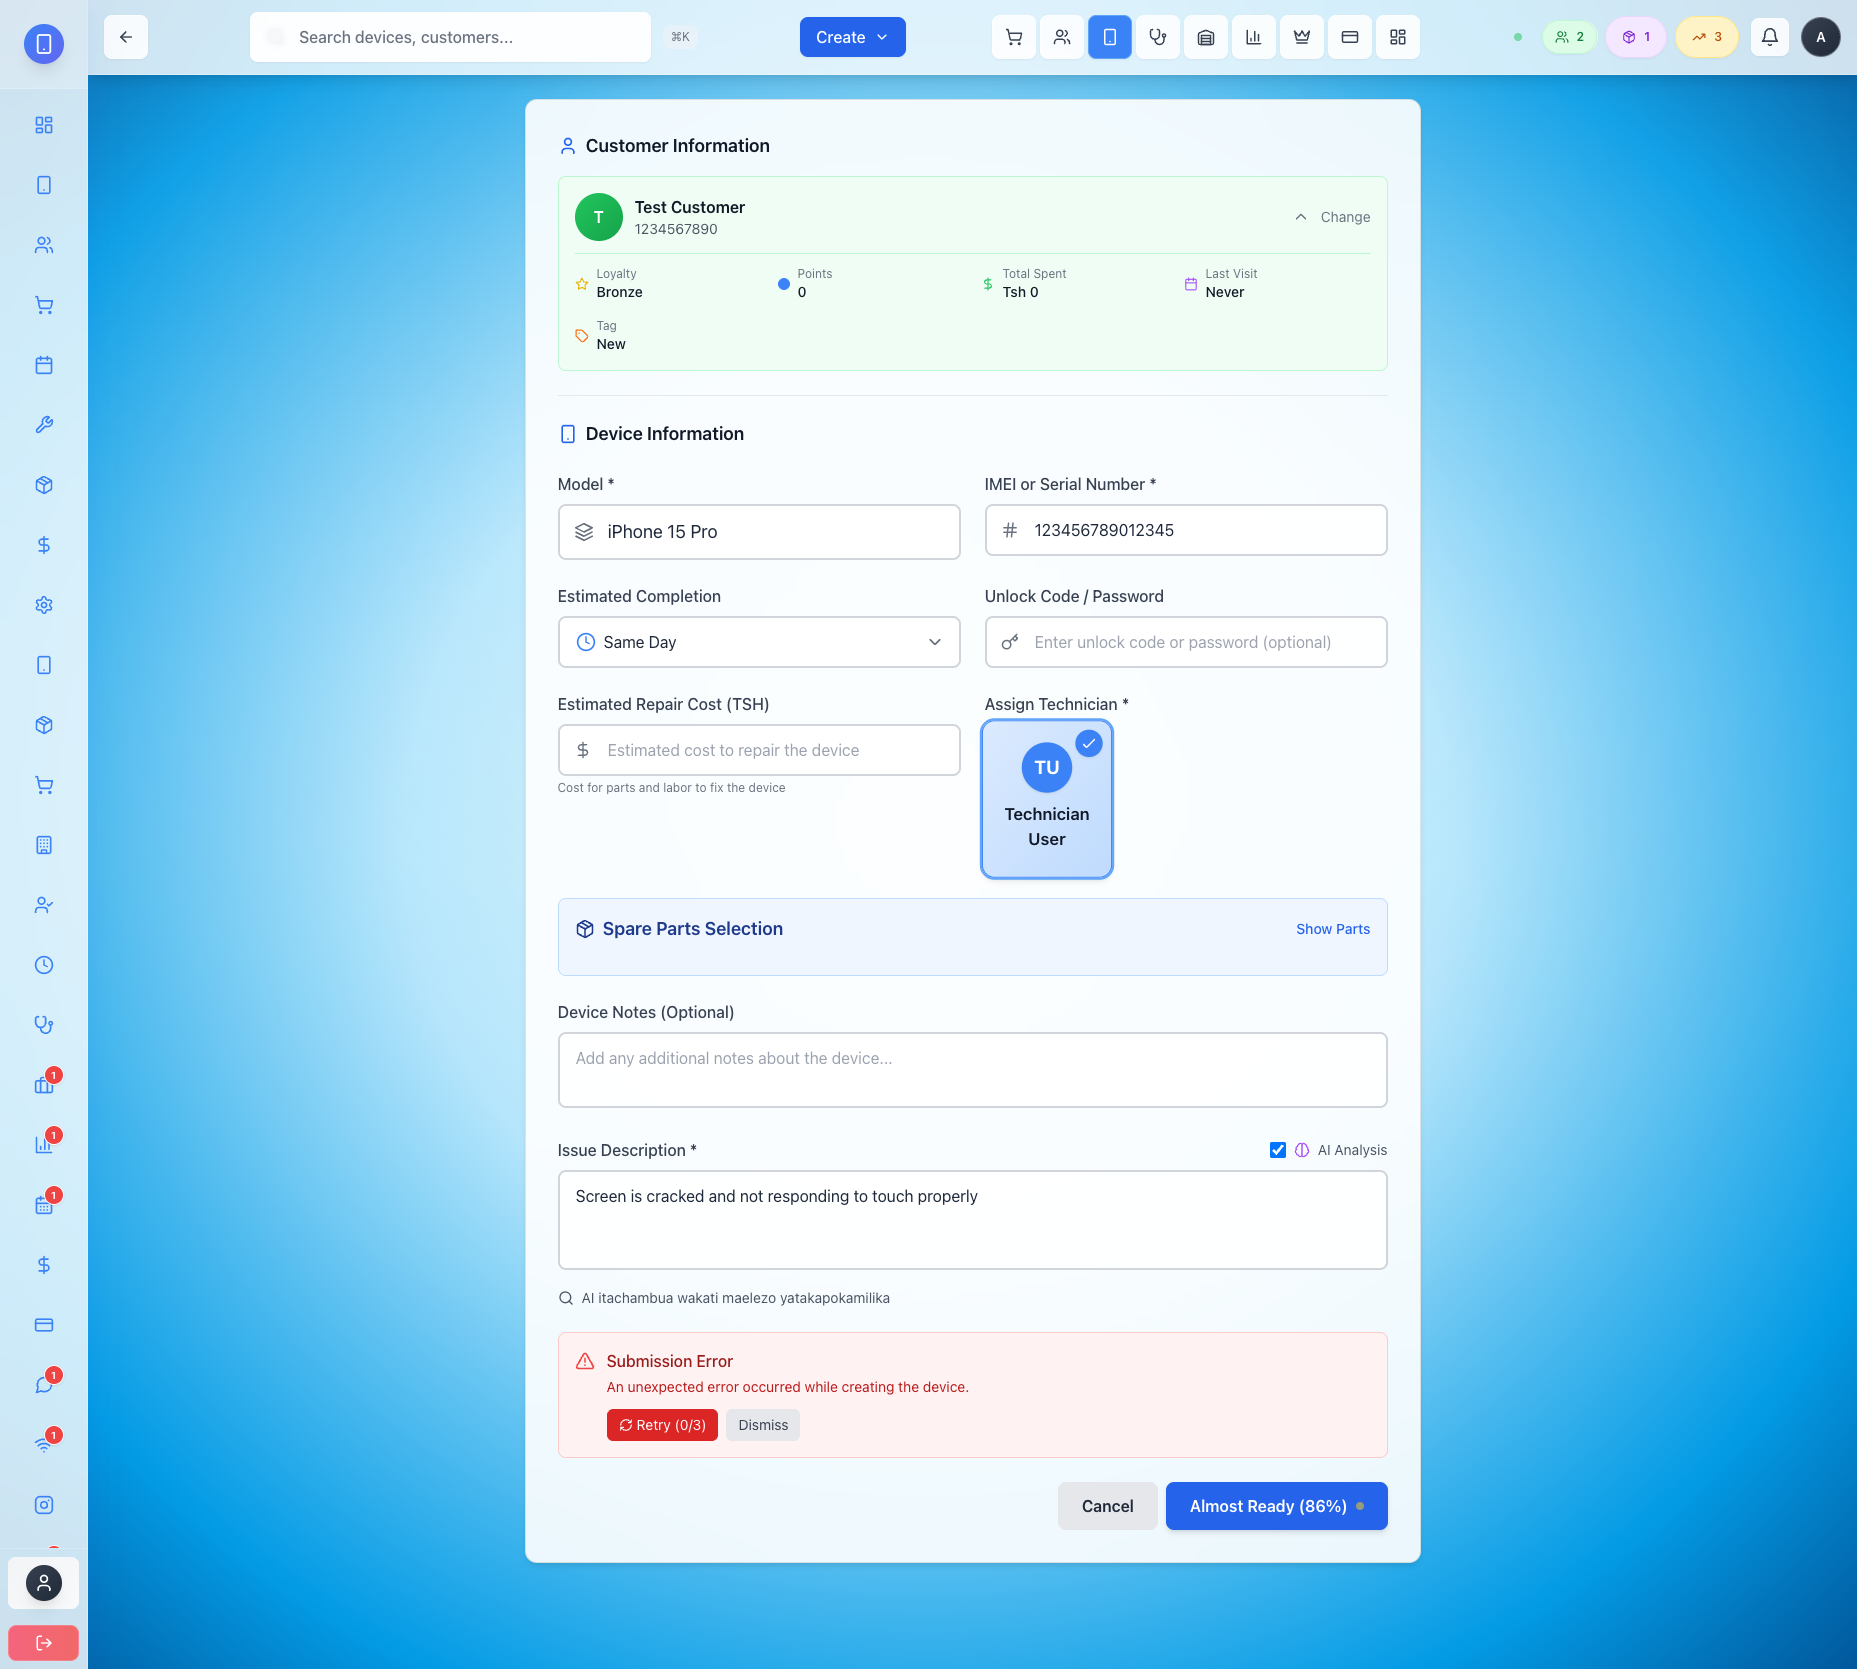 Search devices, customers...
⌘K
Create
2
1
3
A
Customer Information
T
Test Customer
1234567890
Change
Loyalty
Bronze
Points
0
Total Spent
Tsh 0
Last Visit
Never
Tag
New
Device Information
Model *
iPhone 15 Pro
IMEI or Serial Number *
123456789012345
Estimated Completion
Same Day
Unlock Code / Password
Enter unlock code or password (optional)
Estimated Repair Cost (TSH)
Estimated cost to repair the device
Cost for parts and labor to fix the device
Assign Technician *
TU
Technician
User
Spare Parts Selection
Show Parts
Device Notes (Optional)
Add any additional notes about the device...
Issue Description *
AI Analysis
Screen is cracked and not responding to touch properly
AI itachambua wakati maelezo yatakapokamilika
Submission Error
An unexpected error occurred while creating the device.
Retry (0/3)
Dismiss
Cancel
Almost Ready (86%)
1
1
1
1
1